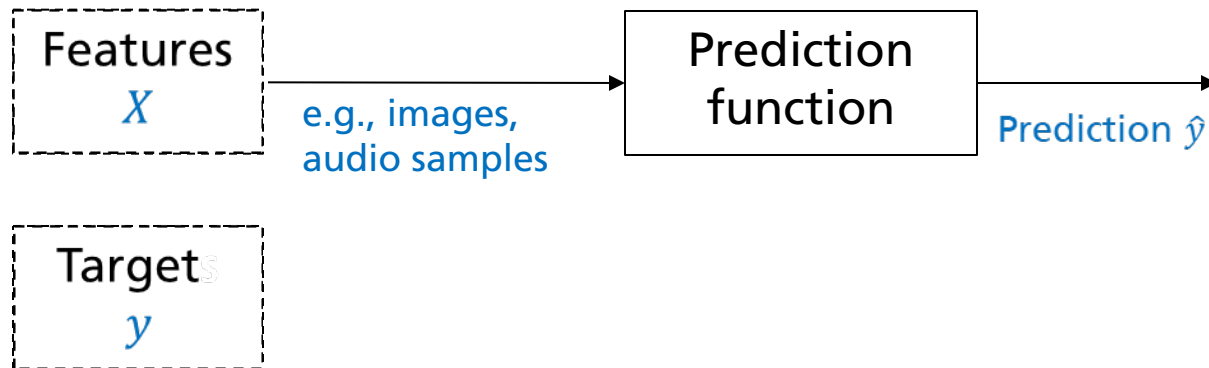 Features
X
e.g., images,
audio samples
Prediction
function
Prediction ŷ
Targets
y